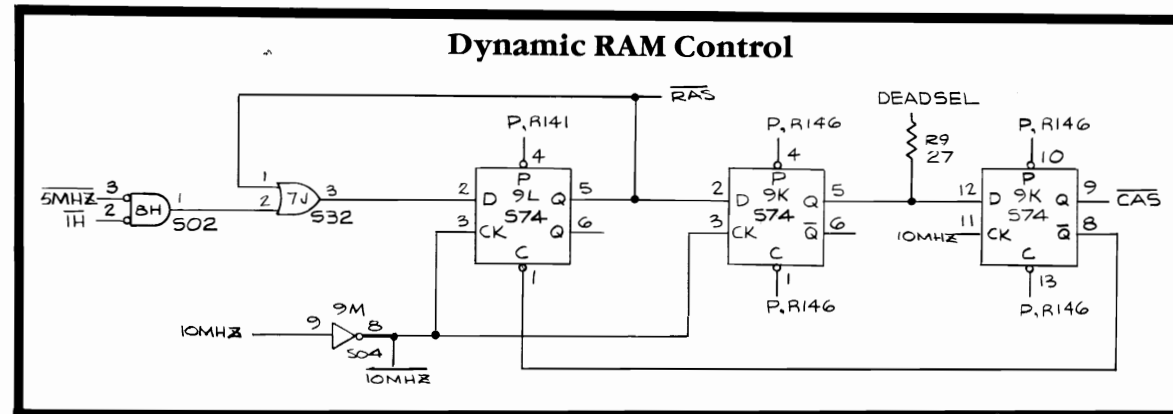 Dynamic RAM Control
RAS
DEADSEL
P, R141
P, R146
P, R146
4
4
R9
27
10
1
3
2
7J
S32
5MHZ
3
1H
2
8H
1
S02
2
D
P
9L
Q
5
S74
3
CK
Q
6
C
1
2
D
P
9K
Q
5
S74
3
CK
Q
6
C
1
P, R146
12
D
P
9K
Q
9
CAS
S74
10MHZ
11
CK
Q
8
C
13
P, R146
10MHZ
9
9M
8
S04
10MHZ